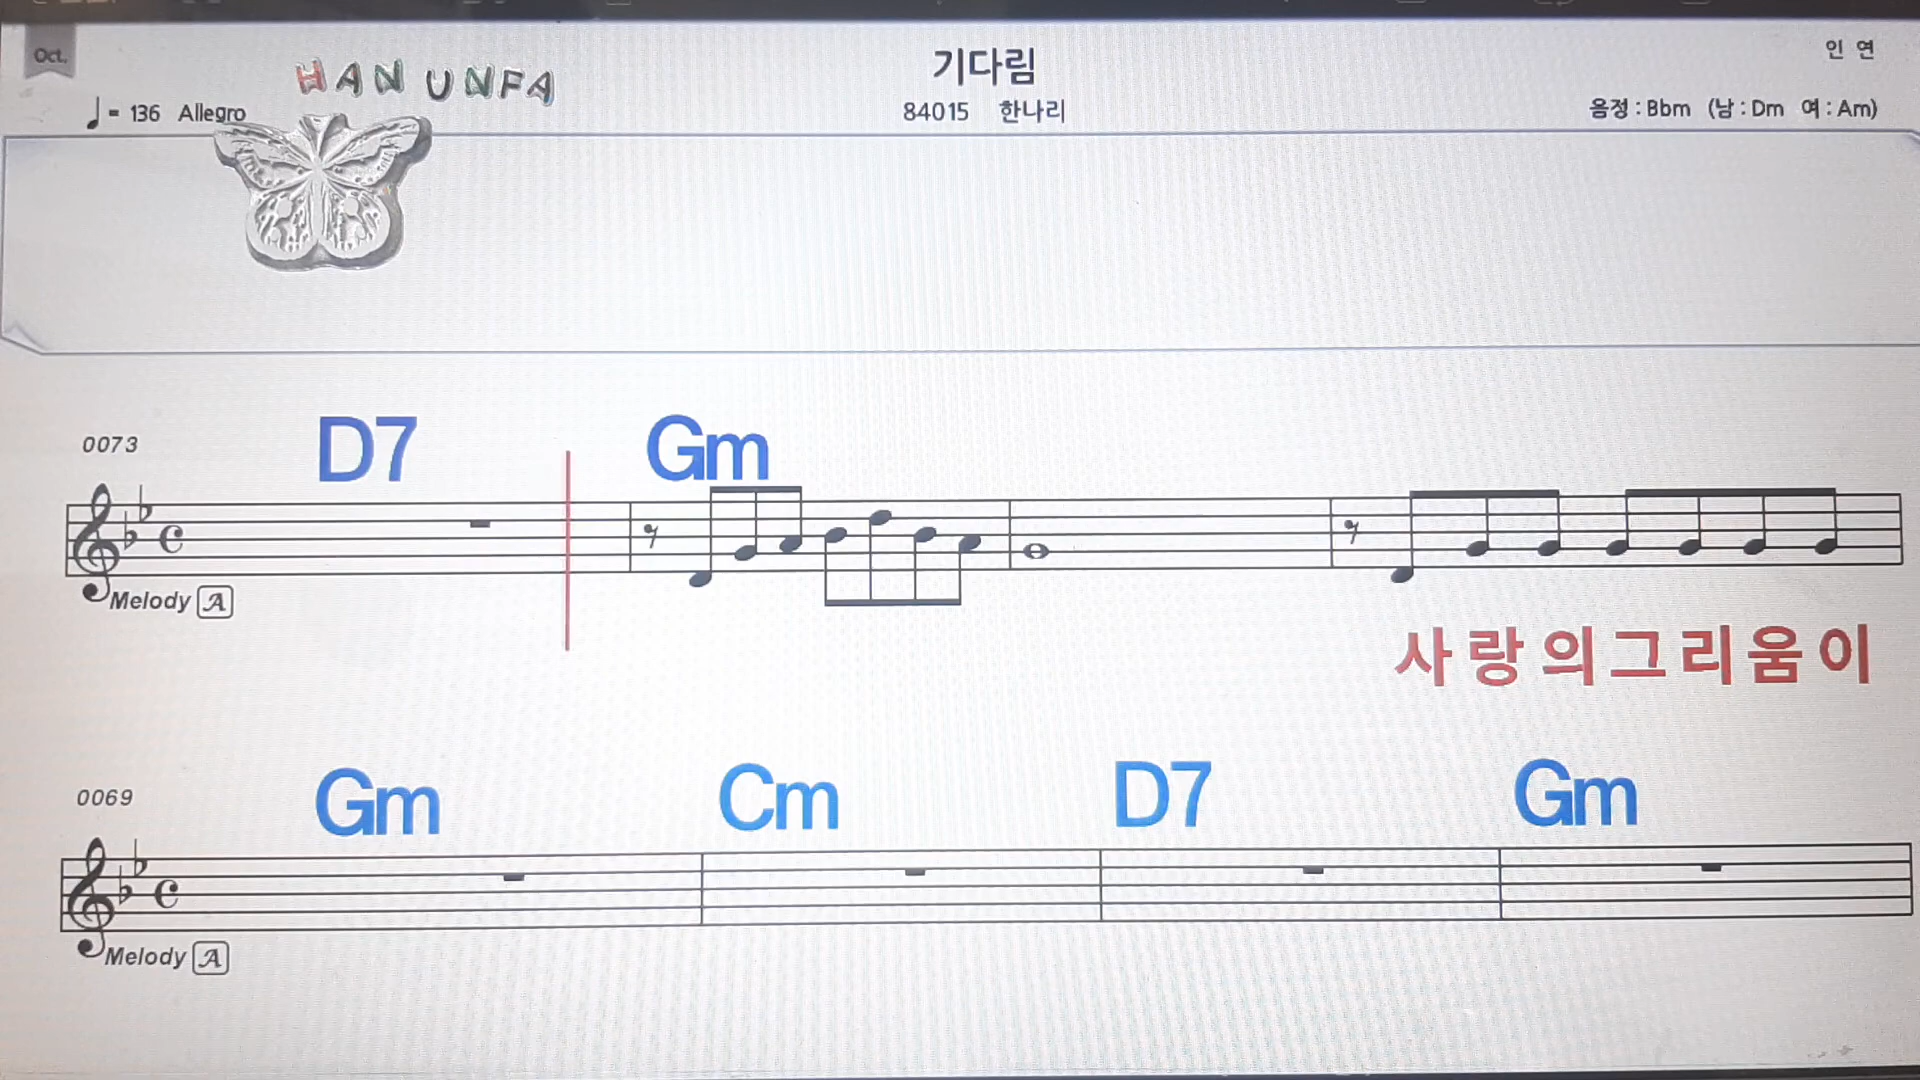 Oct.
HAN UNFA
기다림
인 연
♩= 136 Allegro
84015 한나리
음정 : Bbm (남 : Dm 여 : Am)
0073
D7 Gm
Melody A
사랑의그리움이
0069
Gm Cm D7 Gm
Melody A